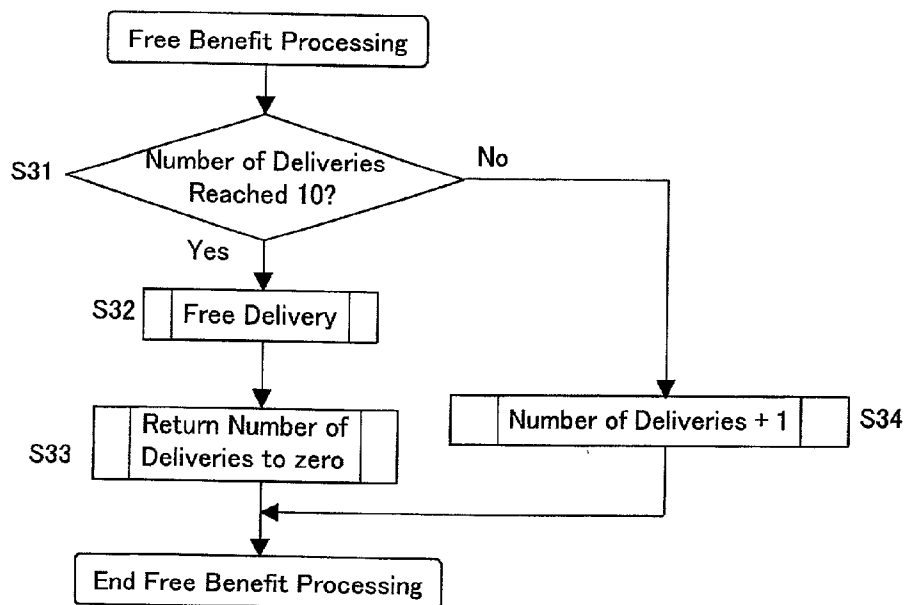 Free Benefit Processing
S31
Number of Deliveries
Reached 10?
No
Yes
S32
Free Delivery
S33
Return Number of
Deliveries to zero
Number of Deliveries + 1
S34
End Free Benefit Processing